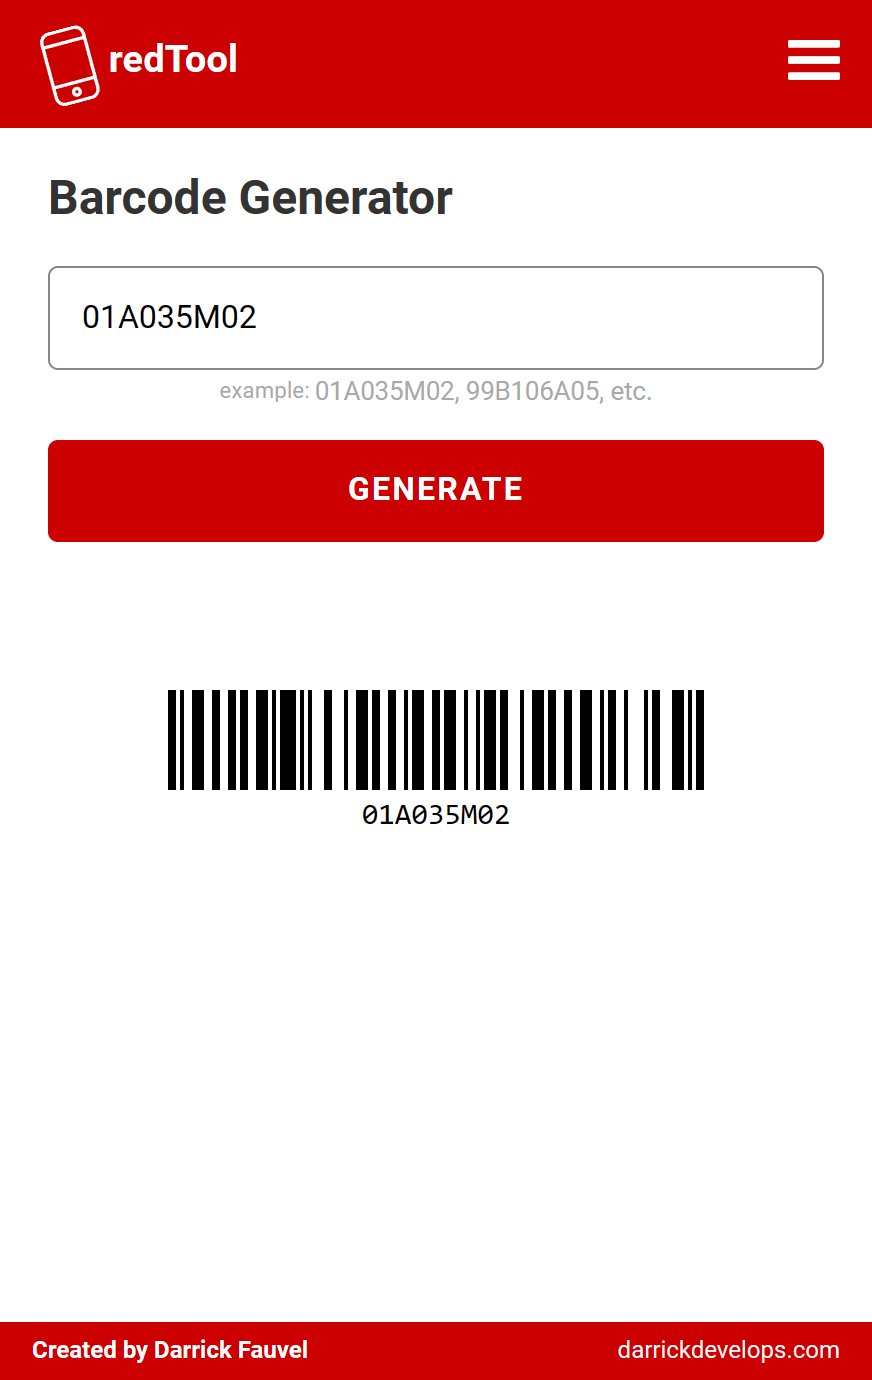 redTool
Barcode Generator
01A035M02
example: 01A035M02, 99B106A05, etc.
GENERATE
01A035M02
Created by Darrick Fauvel darrickdevelops.com